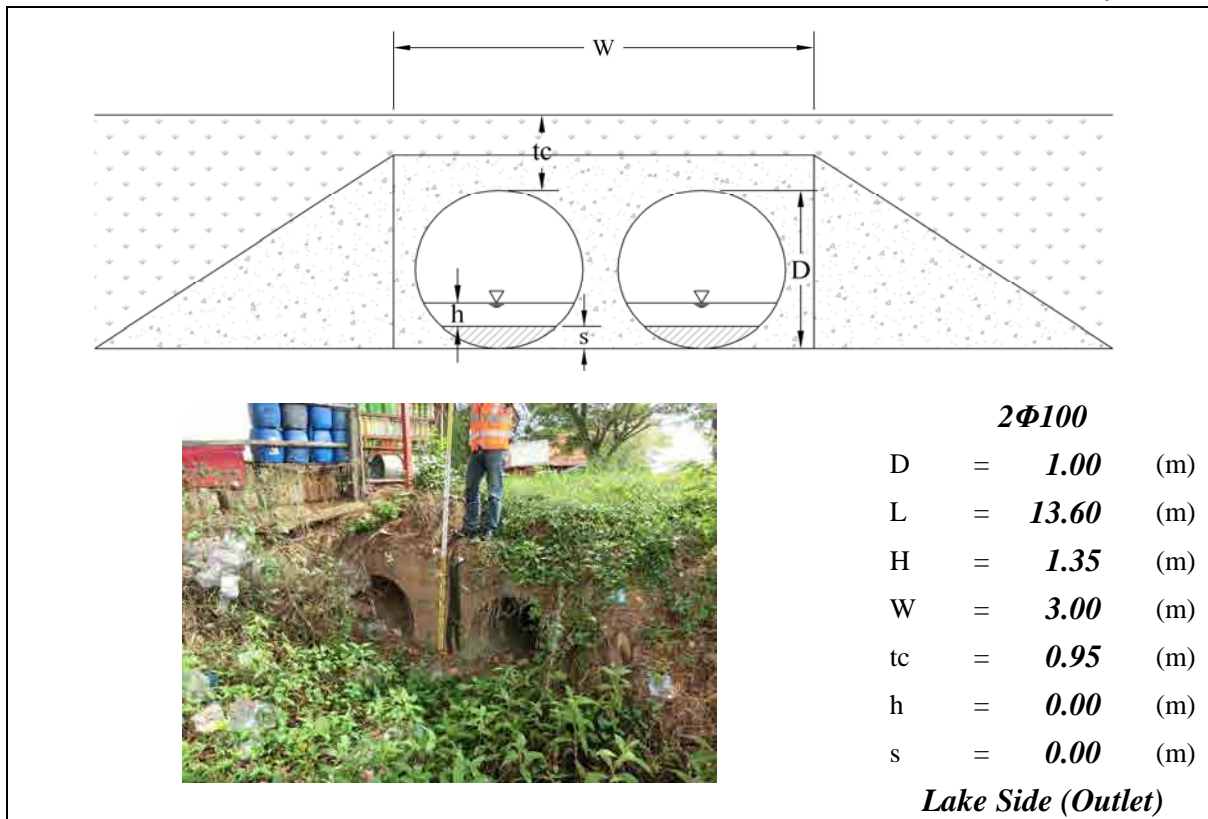 W
tc
D
h
s
2Φ100
D = 1.00 (m)
L = 13.60 (m)
H = 1.35 (m)
W = 3.00 (m)
tc = 0.95 (m)
h = 0.00 (m)
s = 0.00 (m)
Lake Side (Outlet)